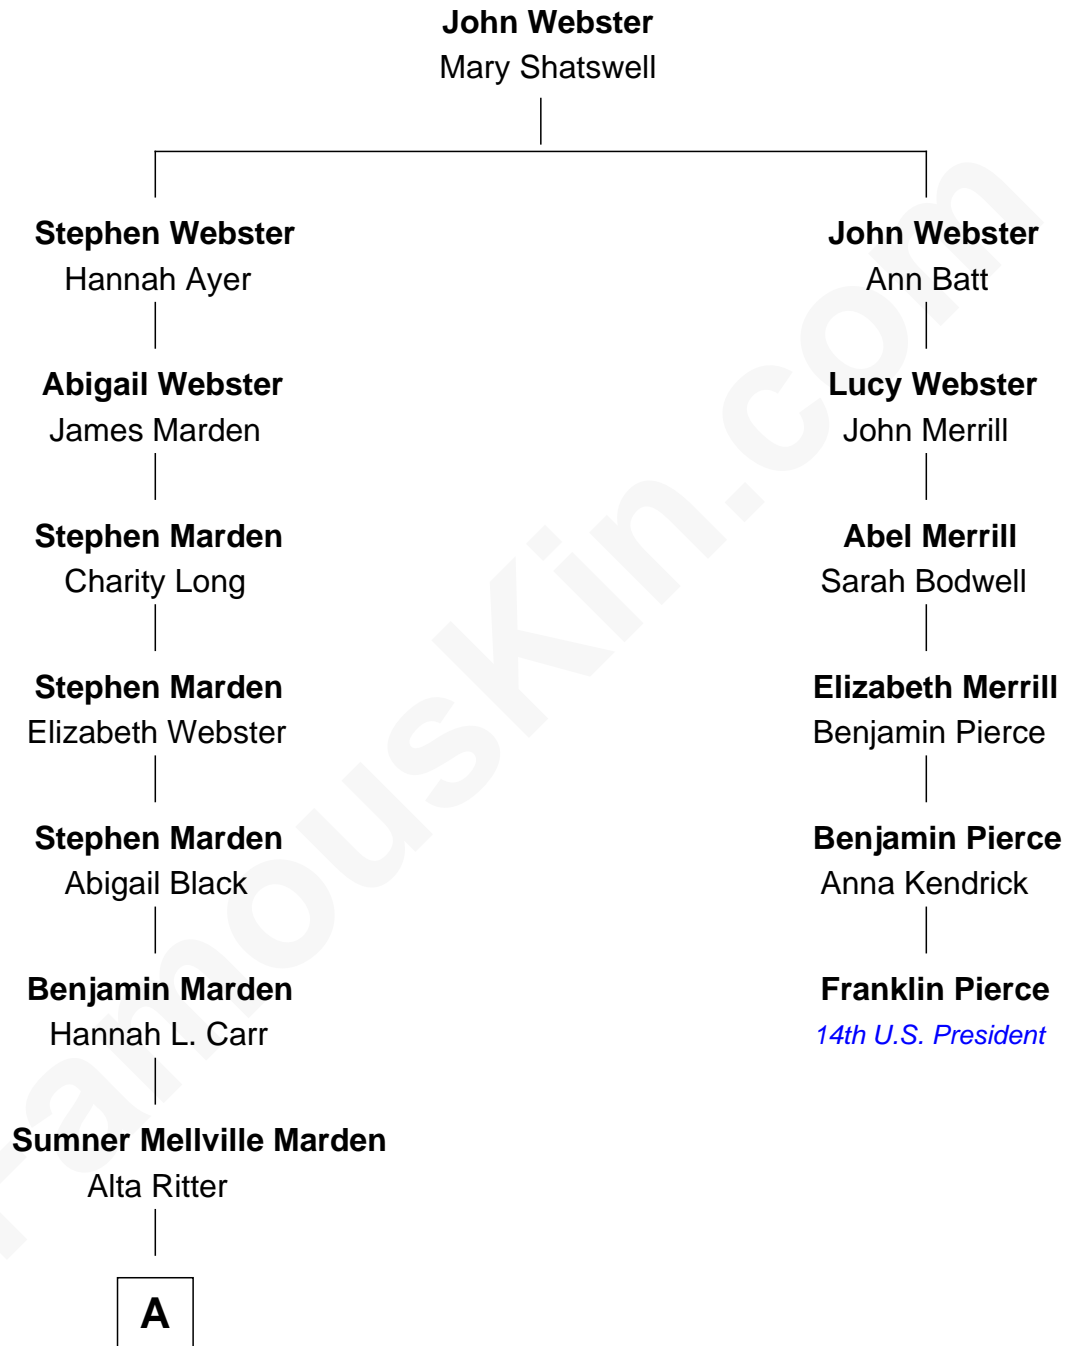 John Webster
Mary Shatswell
Stephen Webster
Hannah Ayer
John Webster
Ann Batt
Abigail Webster
James Marden
Lucy Webster
John Merrill
Stephen Marden
Charity Long
Abel Merrill
Sarah Bodwell
Stephen Marden
Elizabeth Webster
Elizabeth Merrill
Benjamin Pierce
Stephen Marden
Abigail Black
Benjamin Pierce
Anna Kendrick
Benjamin Marden
Hannah L. Carr
Franklin Pierce
14th U.S. President
Sumner Mellville Marden
Alta Ritter
A
FamousKin.com